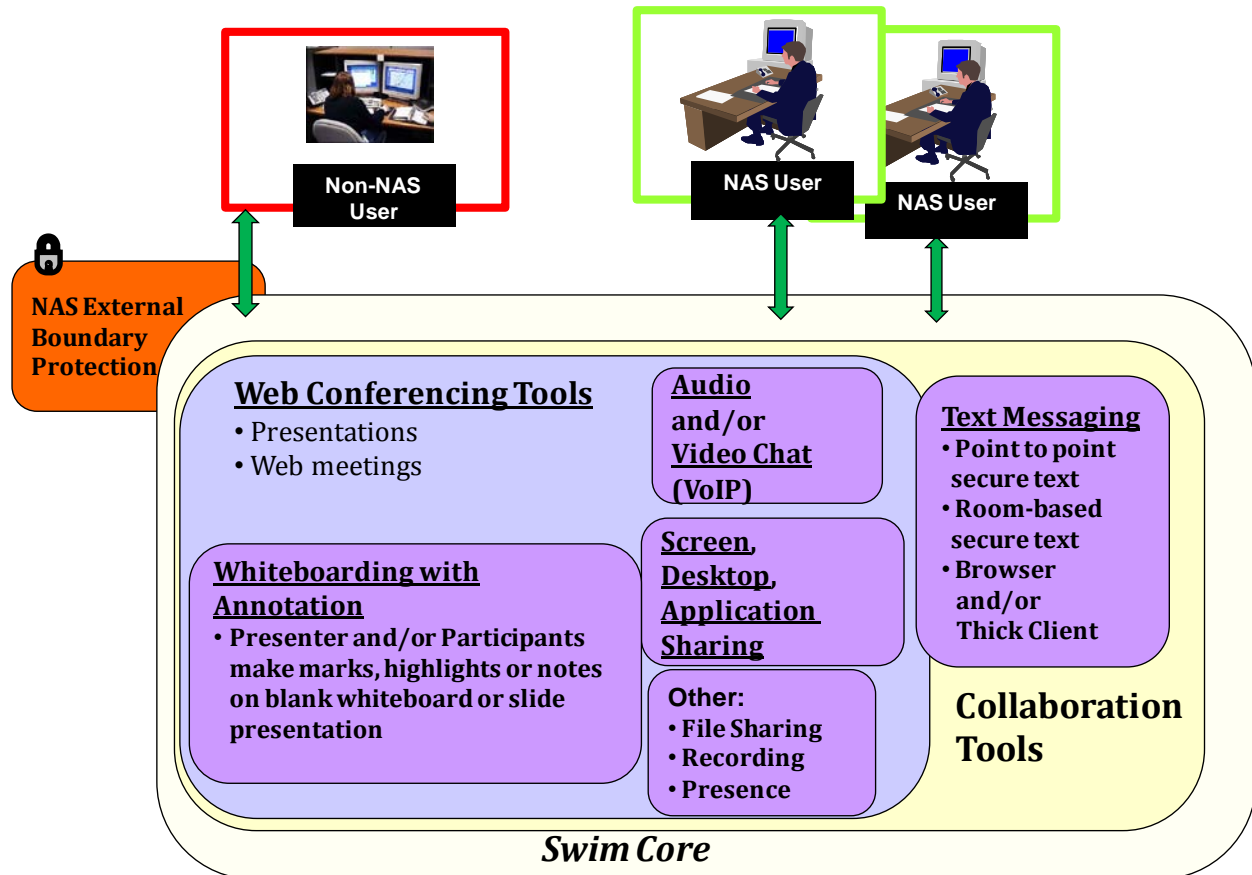 Non-NAS
User
NAS User
NAS User
NAS External
Boundary
Protection
Web Conferencing Tools
• Presentations
• Web meetings
Audio
and/or
Video Chat
(VoIP)
Text Messaging
• Point to point
secure text
• Room-based
secure text
• Browser
and/or
Thick Client
Whiteboarding with
Annotation
• Presenter and/or Participants
make marks, highlights or notes
on blank whiteboard or slide
presentation
Screen,
Desktop,
Application
Sharing
Other:
• File Sharing
• Recording
• Presence
Collaboration
Tools
Swim Core